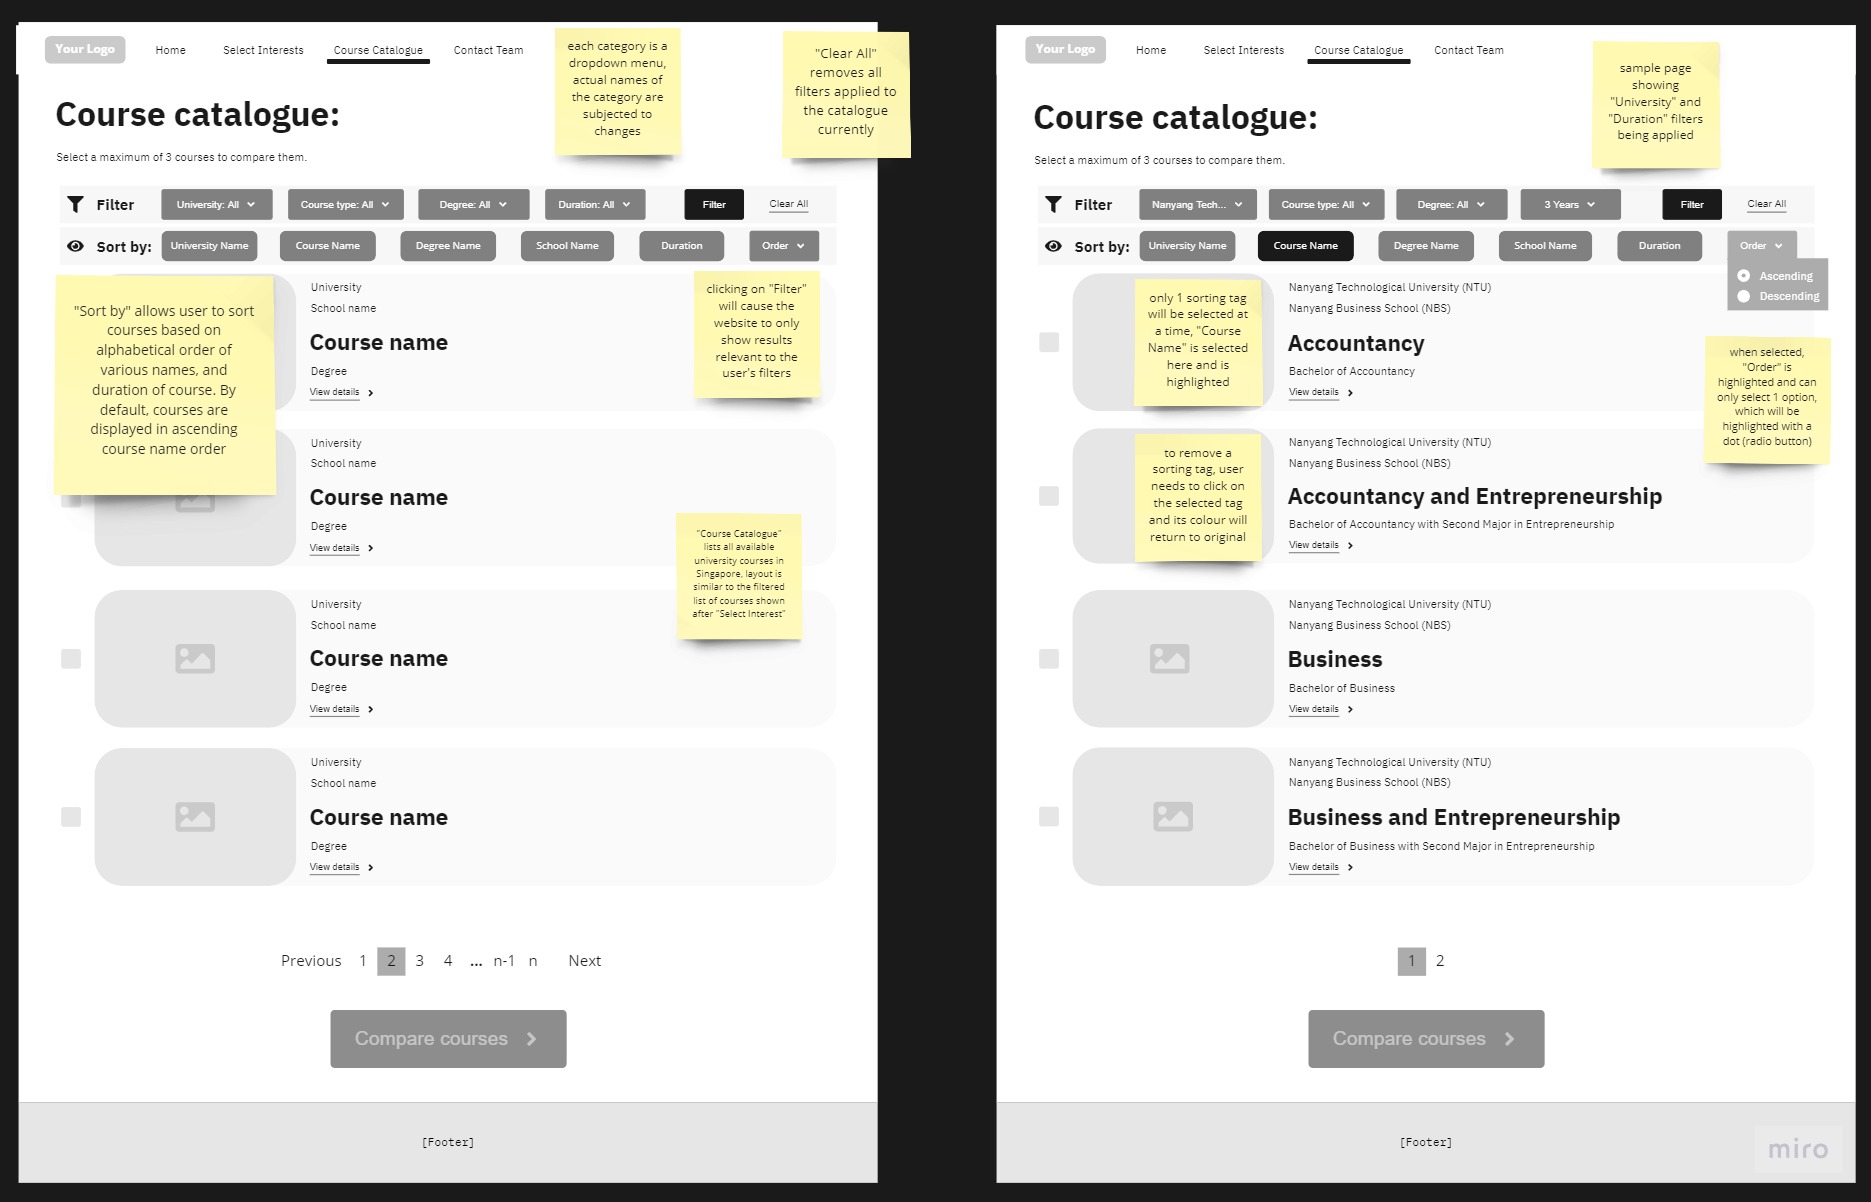 Your Logo
Home
Select Interests
Course Catalogue
Contact Team
each category is a
dropdown menu,
actual names of
the category are
subjected to
changes
"Clear All"
removes all
filters applied to
the catalogue
currently
Course catalogue:
Select a maximum of 3 courses to compare them.
Filter
University: All
Course type: All
Degree: All
Duration: All
Filter
Clear All
Sort by:
University Name
Course Name
Degree Name
School Name
Duration
Order
"Sort by" allows user to sort
courses based on
alphabetical order of
various names, and
duration of course. By
default, courses are
displayed in ascending
course name order
University
School name
Course name
Degree
View details
clicking on "Filter"
will cause the
website to only
show results
relevant to the
user's filters
University
School name
Course name
Degree
View details
"Course Catalogue"
lists all available
university courses in
Singapore, layout is
similar to the filtered
list of courses shown
after "Select Interest"
University
School name
Course name
Degree
View details
University
School name
Course name
Degree
View details
Previous 1 2 3 4 ... n-1 n Next
Compare courses
[Footer]
Your Logo
Home
Select Interests
Course Catalogue
Contact Team
sample page
showing
"University" and
"Duration" filters
being applied
Course catalogue:
Select a maximum of 3 courses to compare them.
Filter
Nanyang Tech...
Course type: All
Degree: All
3 Years
Filter
Clear All
Sort by:
University Name
Course Name
Degree Name
School Name
Duration
Order
Ascending
Descending
only 1 sorting tag
will be selected at
a time, "Course
Name" is selected
here and is
highlighted
Nanyang Technological University (NTU)
Nanyang Business School (NBS)
Accountancy
Bachelor of Accountancy
View details
when selected,
"Order" is
highlighted and can
only select 1 option,
which will be
highlighted with a
dot (radio button)
to remove a
sorting tag, user
needs to click on
the selected tag
and its colour will
return to original
Nanyang Technological University (NTU)
Nanyang Business School (NBS)
Accountancy and Entrepreneurship
Bachelor of Accountancy with Second Major in Entrepreneurship
View details
Nanyang Technological University (NTU)
Nanyang Business School (NBS)
Business
Bachelor of Business
View details
Nanyang Technological University (NTU)
Nanyang Business School (NBS)
Business and Entrepreneurship
Bachelor of Business with Second Major in Entrepreneurship
View details
1 2
Compare courses
[Footer]
miro